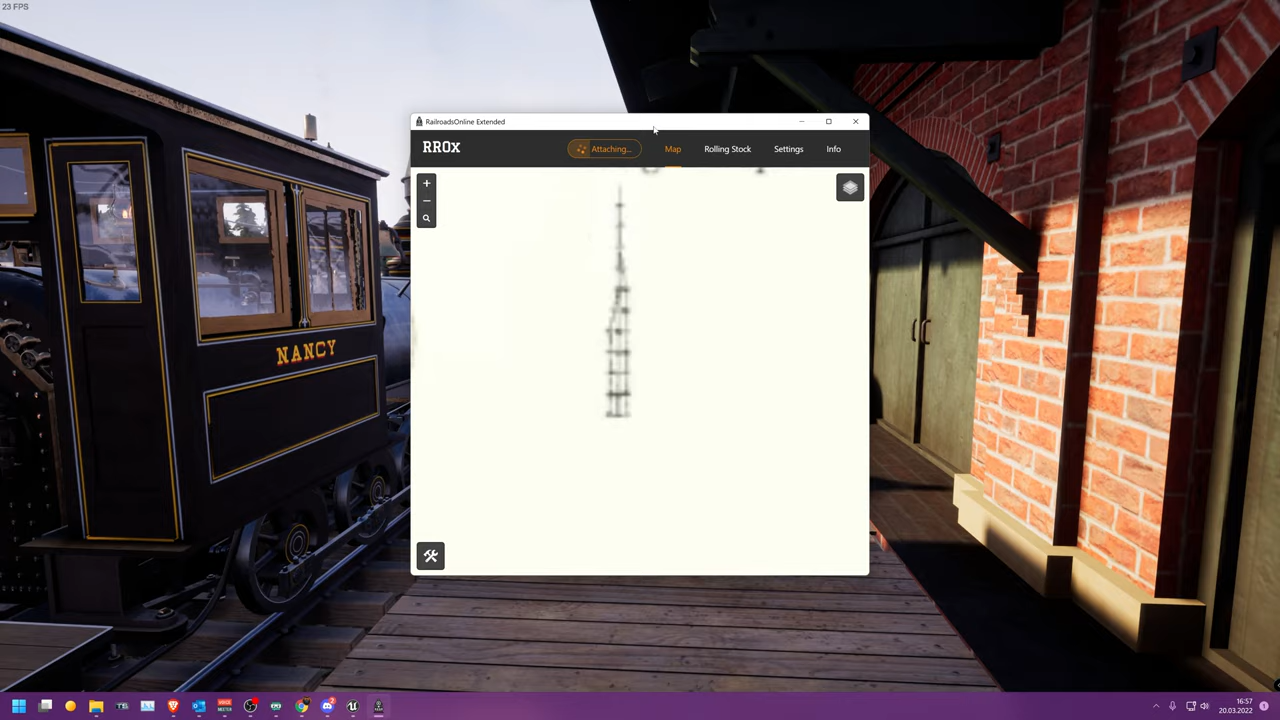 23 FPS
RailroadsOnline Extended
RROx
Attaching...
Map
Rolling Stock
Settings
Info
NANCY
16:57
20.03.2022